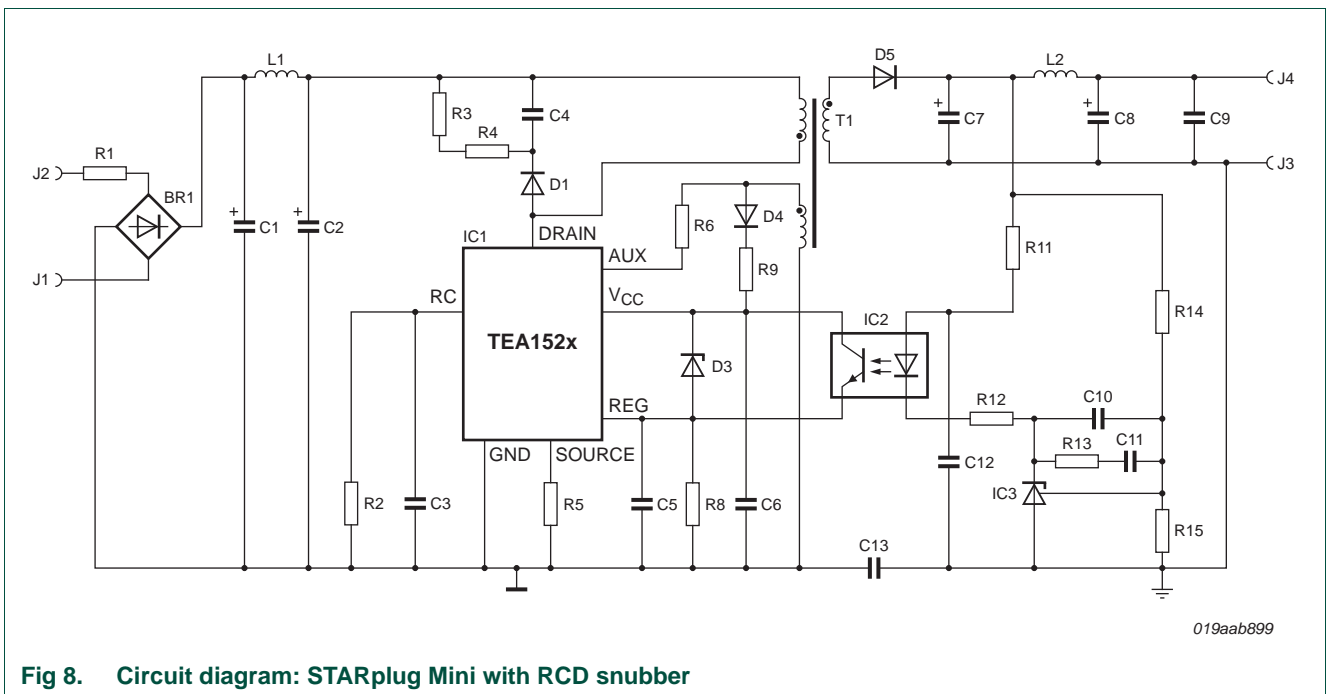 L1
D5
L2
J4
R3
C4
R4
T1
C7
C8
C9
J2
R1
J3
BR1
D1
C1
C2
IC1
DRAIN
R6
D4
R11
AUX
R9
J1
RC
VCC
IC2
R14
TEA152x
D3
REG
R12
C10
R13
C11
GND
SOURCE
C12
IC3
R2
C3
R5
C5
R8
C6
R15
C13
+
+
+
+
019aab899
Fig 8. Circuit diagram: STARplug Mini with RCD snubber